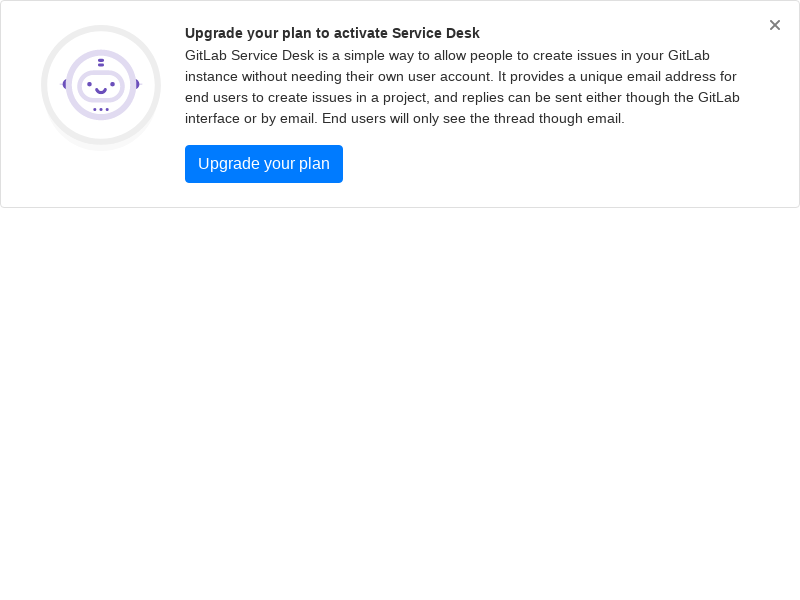 Upgrade your plan to activate Service Desk
GitLab Service Desk is a simple way to allow people to create issues in your GitLab
instance without needing their own user account. It provides a unique email address for
end users to create issues in a project, and replies can be sent either though the GitLab
interface or by email. End users will only see the thread though email.
Upgrade your plan